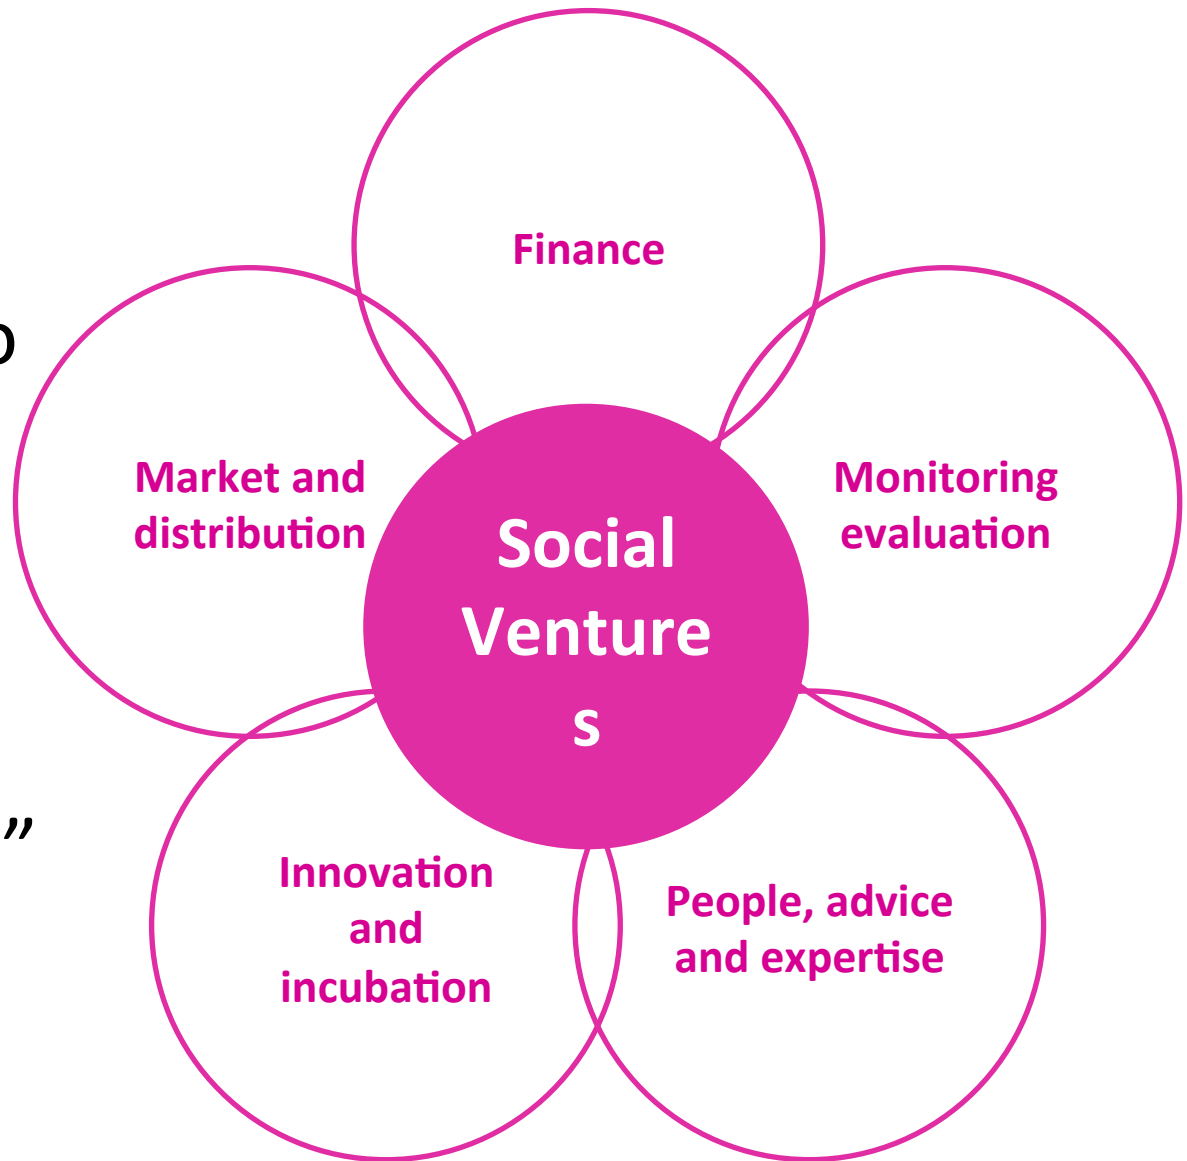 Finance
o
Market and
distribution
Monitoring
evaluation
Social
Venture
s
”
Innovation
and
incubation
People, advice
and expertise